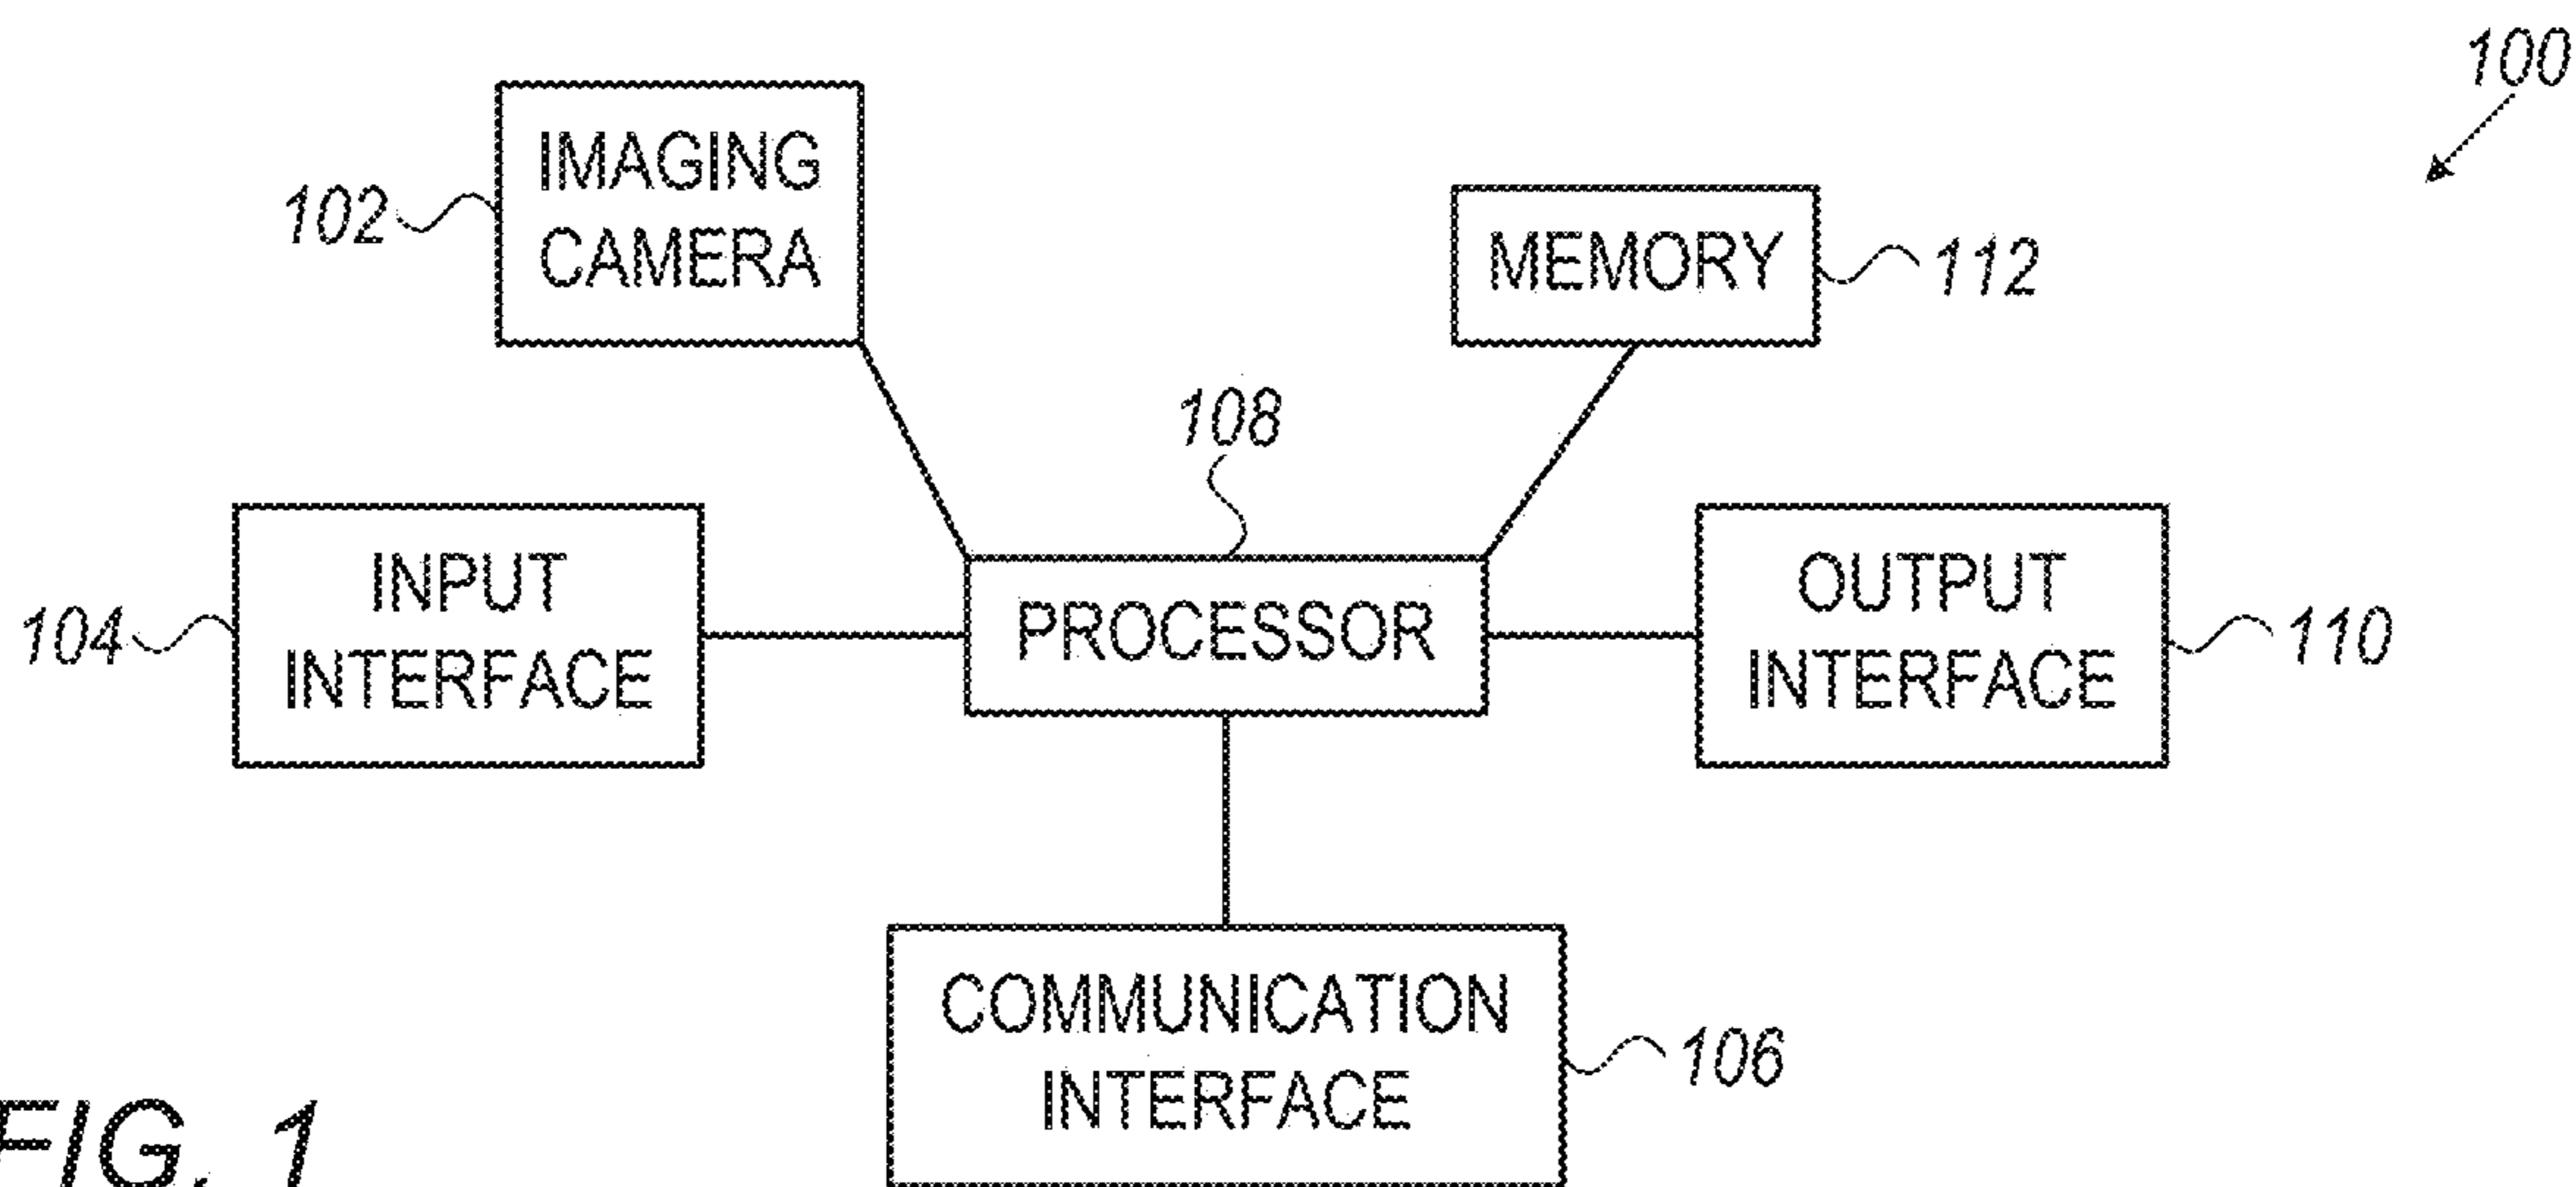 100
IMAGING
CAMERA
102
MEMORY
112
108
INPUT
INTERFACE
104
PROCESSOR
OUTPUT
INTERFACE
110
COMMUNICATION
INTERFACE
106
FIG. 1